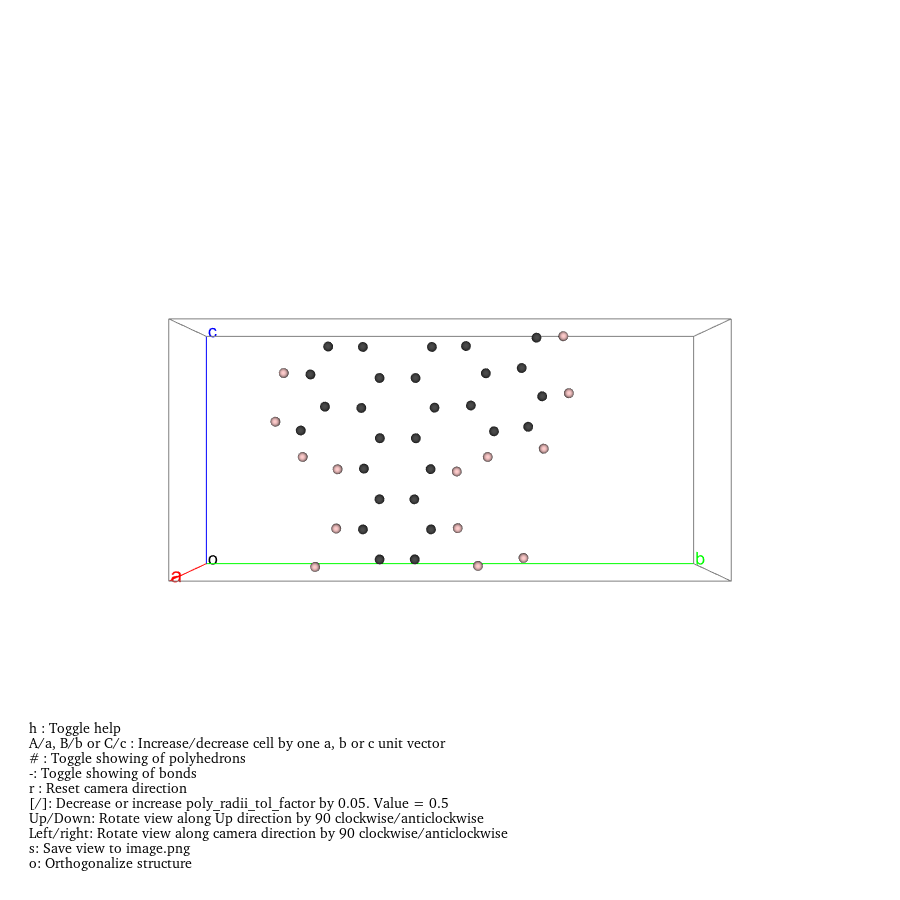 c
o
a
b
h : Toggle help
A/a, B/b or C/c : Increase/decrease cell by one a, b or c unit vector
# : Toggle showing of polyhedrons
-: Toggle showing of bonds
r : Reset camera direction
[/]: Decrease or increase poly_radii_tol_factor by 0.05. Value = 0.5
Up/Down: Rotate view along Up direction by 90 clockwise/anticlockwise
Left/right: Rotate view along camera direction by 90 clockwise/anticlockwise
s: Save view to image.png
o: Orthogonalize structure